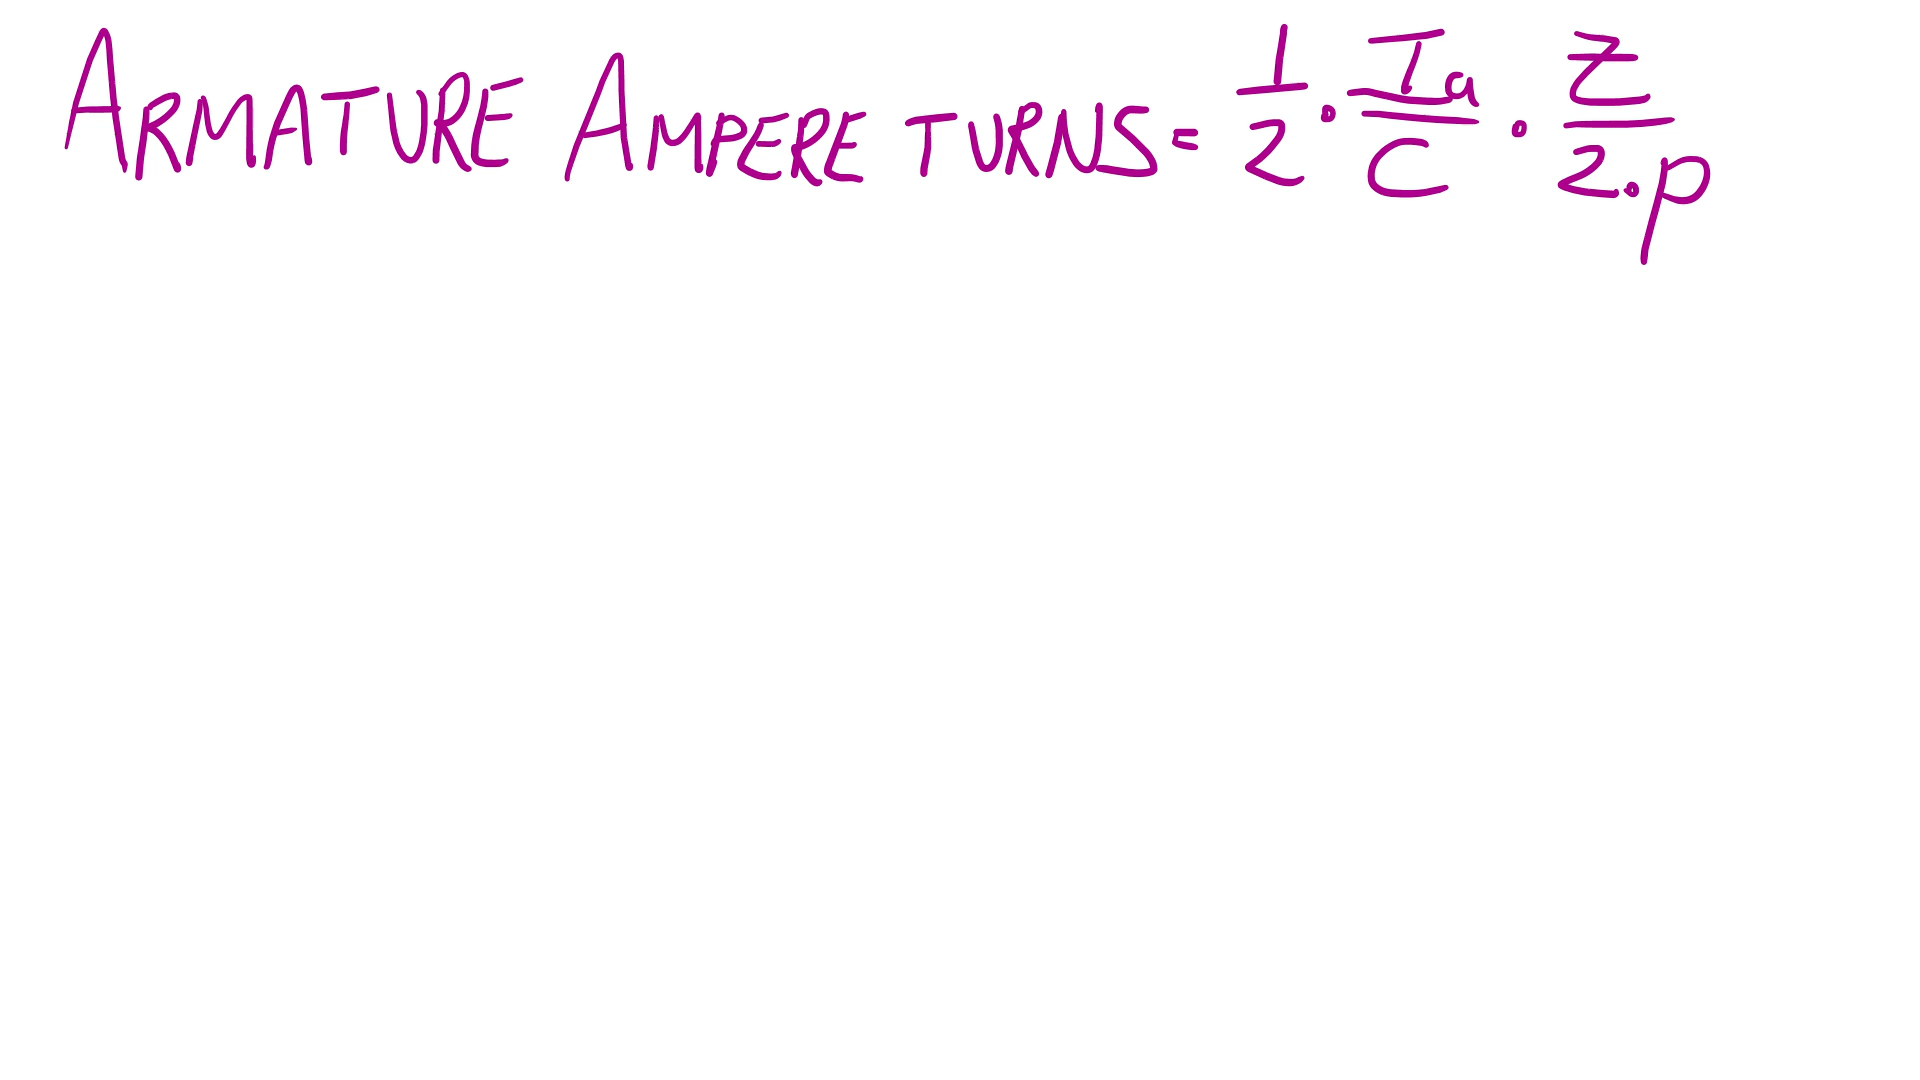 ARMATURE AMPERE TURNS = 1/2 · Ia/C · Z/2·p